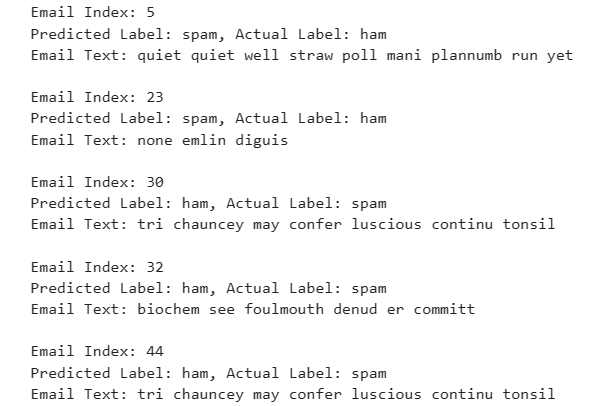 Email Index: 5
Predicted Label: spam, Actual Label: ham
Email Text: quiet quiet well straw poll mani plannumb run yet
Email Index: 23
Predicted Label: spam, Actual Label: ham
Email Text: none emlin diguis
Email Index: 30
Predicted Label: ham, Actual Label: spam
Email Text: tri chauncey may confer luscious continu tonsil
Email Index: 32
Predicted Label: ham, Actual Label: spam
Email Text: biochem see foulmouth denud er committ
Email Index: 44
Predicted Label: ham, Actual Label: spam
Email Text: tri chauncey may confer luscious continu tonsil